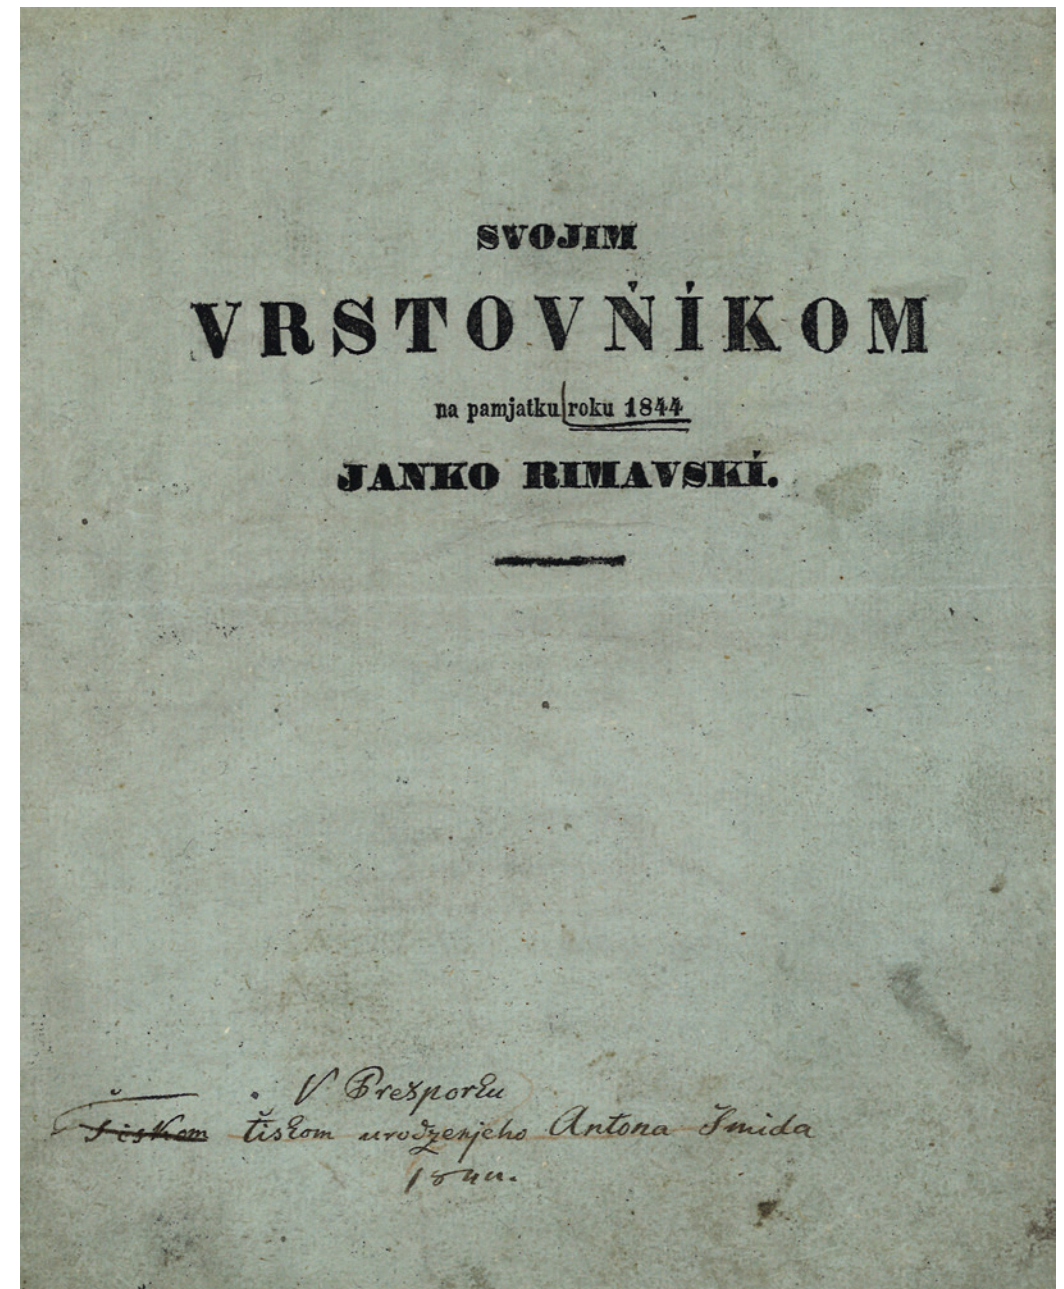 SVOJIM
VRSTOVŇÍKOM
na pamjatku roku 1844
JANKO RIMAVSKÍ.
V Prešporku
Tiskom tiskom urodzenjeho Antona Šmida
1844.